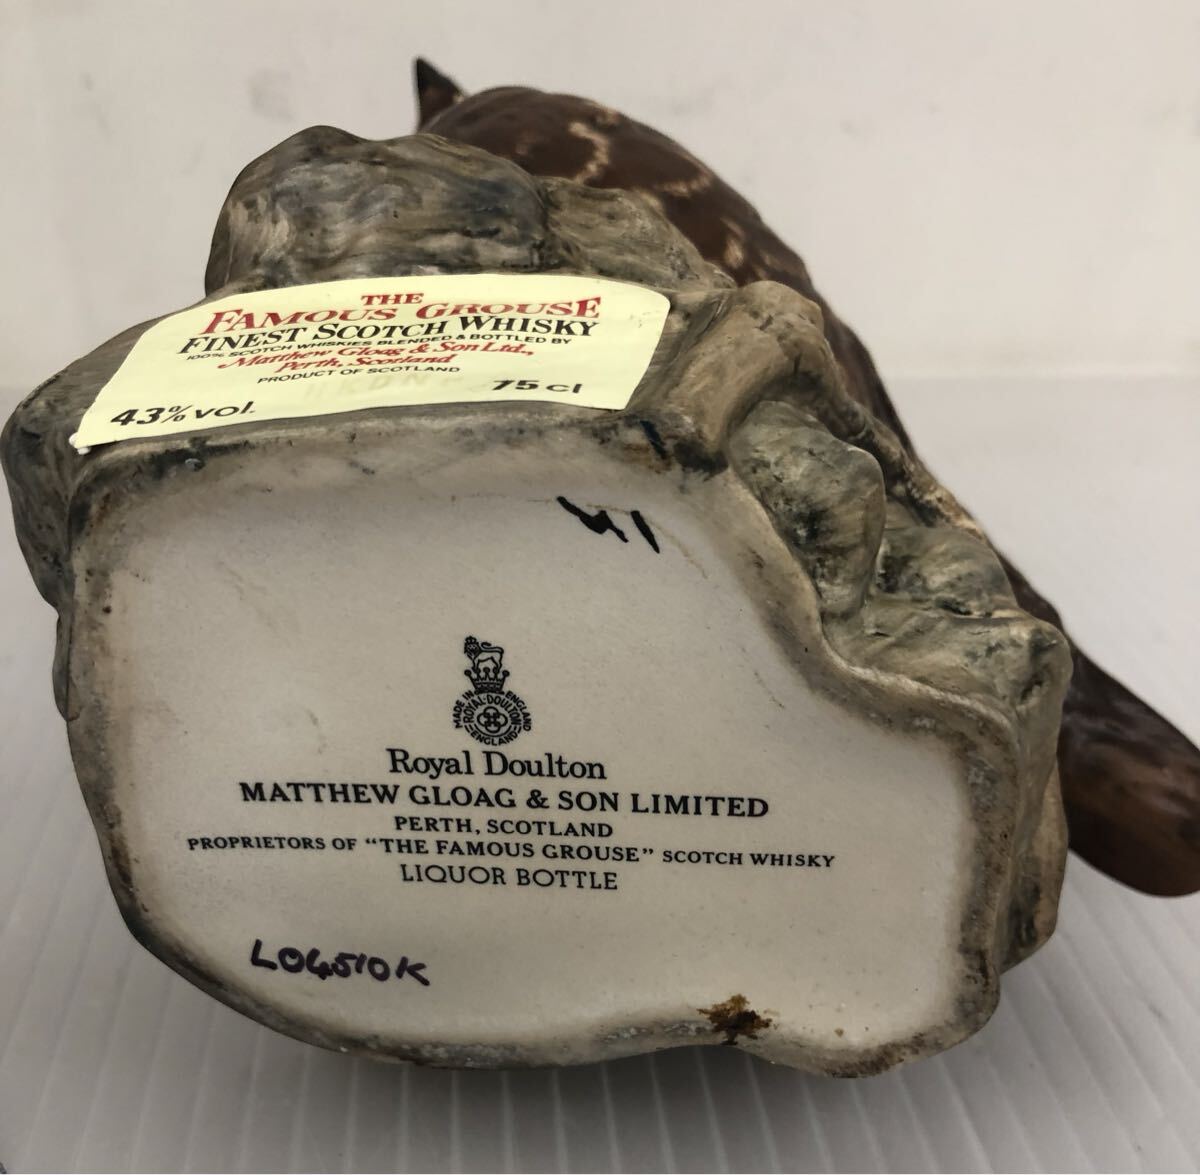 THE
FAMOUS GROUSE
FINEST SCOTCH WHISKY
100% SCOTCH WHISKIES BLENDED & BOTTLED BY
Matthew Gloag & Son Ltd.,
Perth, Scotland
PRODUCT OF SCOTLAND
43% vol. 75 cl
MADE IN ENGLAND
ROYAL·DOULTON
ENGLAND
Royal Doulton
MATTHEW GLOAG & SON LIMITED
PERTH, SCOTLAND
PROPRIETORS OF "THE FAMOUS GROUSE" SCOTCH WHISKY
LIQUOR BOTTLE
L04510K